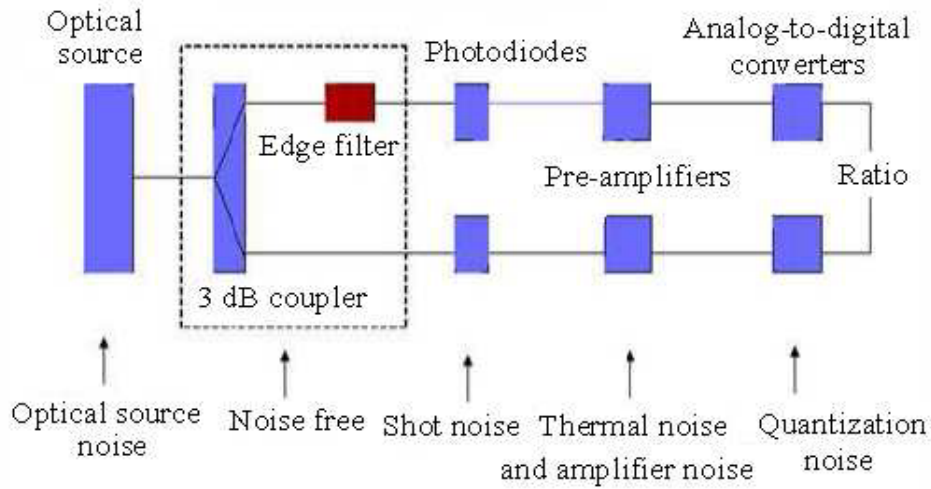 Optical
source
Photodiodes
Analog-to-digital
converters
Edge filter
Pre-amplifiers
Ratio
3 dB coupler
Optical source
noise
Noise free
Shot noise
Thermal noise
and amplifier noise
Quantization
noise